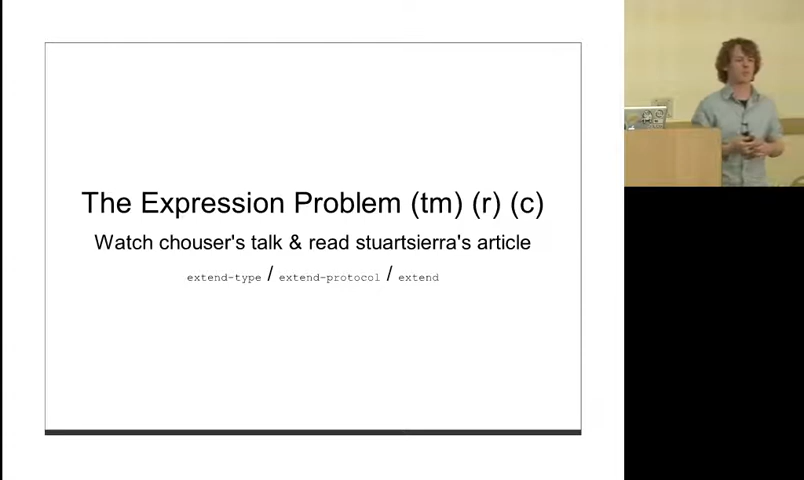 The Expression Problem (tm) (r) (c)
Watch chouser's talk & read stuartsierra's article
extend-type / extend-protocol / extend